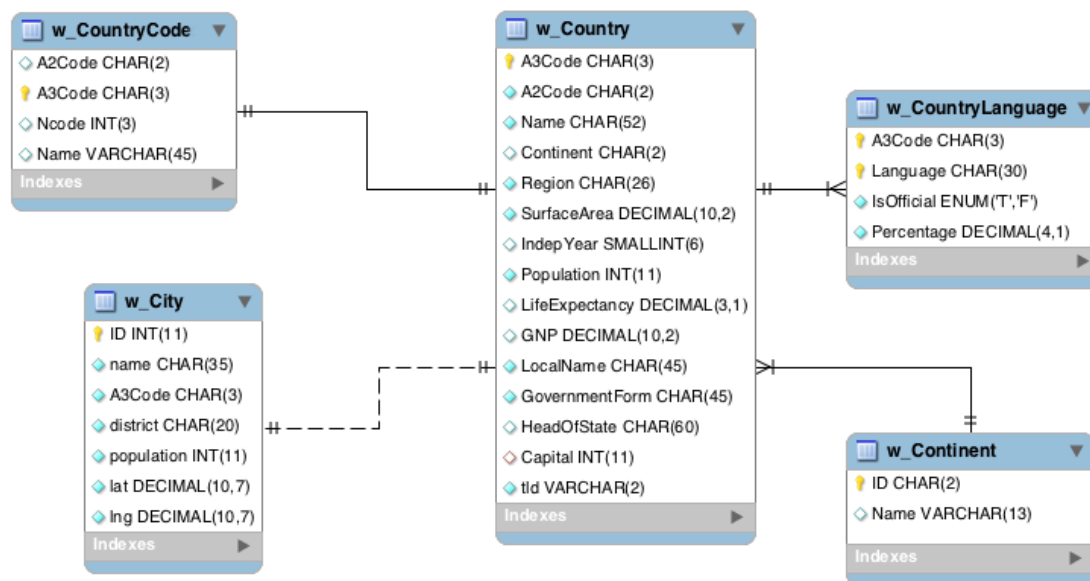 w_CountryCode
A2Code CHAR(2)
A3Code CHAR(3)
Ncode INT(3)
Name VARCHAR(45)
Indexes
w_Country
A3Code CHAR(3)
A2Code CHAR(2)
Name CHAR(52)
Continent CHAR(2)
Region CHAR(26)
SurfaceArea DECIMAL(10,2)
IndepYear SMALLINT(6)
Population INT(11)
LifeExpectancy DECIMAL(3,1)
GNP DECIMAL(10,2)
LocalName CHAR(45)
GovernmentForm CHAR(45)
HeadOfState CHAR(60)
Capital INT(11)
tld VARCHAR(2)
Indexes
w_CountryLanguage
A3Code CHAR(3)
Language CHAR(30)
IsOfficial ENUM('T','F')
Percentage DECIMAL(4,1)
Indexes
w_City
ID INT(11)
name CHAR(35)
A3Code CHAR(3)
district CHAR(20)
population INT(11)
lat DECIMAL(10,7)
lng DECIMAL(10,7)
Indexes
w_Continent
ID CHAR(2)
Name VARCHAR(13)
Indexes